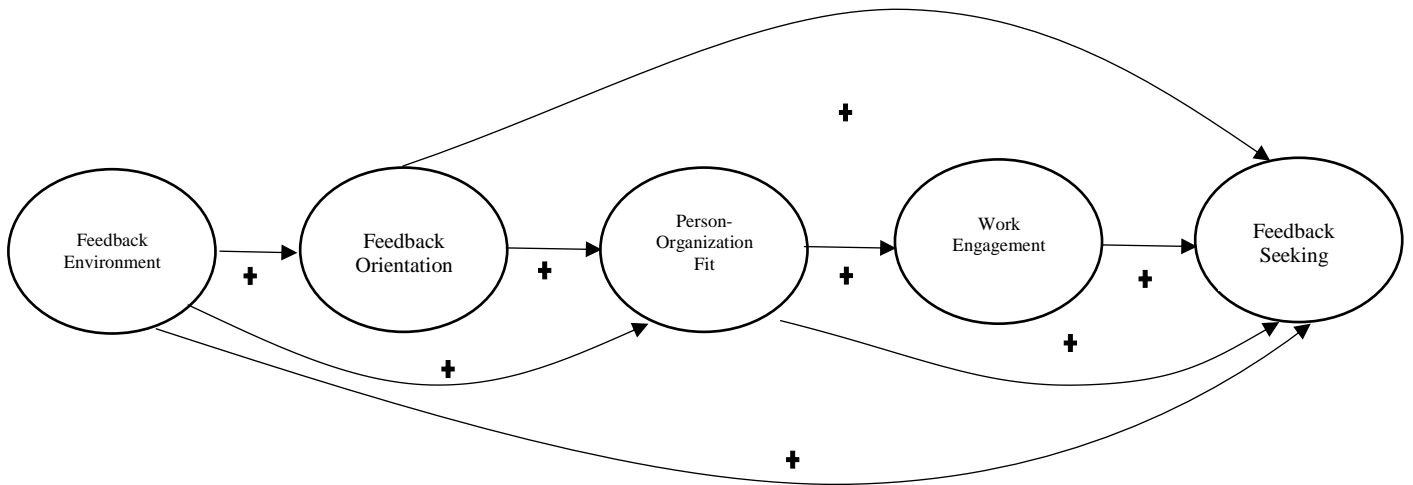 +
Feedback
Environment
+
Feedback
Orientation
+
Person-
Organization
Fit
+
Work
Engagement
+
Feedback
Seeking
+
+
+